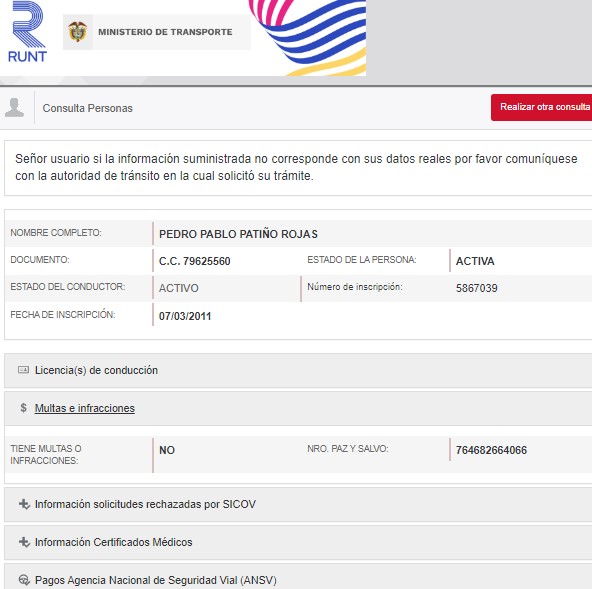 RUNT
MINISTERIO DE TRANSPORTE
Consulta Personas
Realizar otra consulta
Señor usuario si la información suministrada no corresponde con sus datos reales por favor comuníquese
con la autoridad de tránsito en la cual solicitó su trámite.
NOMBRE COMPLETO: PEDRO PABLO PATIÑO ROJAS
DOCUMENTO: C.C. 79625560 ESTADO DE LA PERSONA: ACTIVA
ESTADO DEL CONDUCTOR: ACTIVO Número de inscripción: 5867039
FECHA DE INSCRIPCIÓN: 07/03/2011
Licencia(s) de conducción
$ Multas e infracciones
TIENE MULTAS O
INFRACCIONES: NO NRO. PAZ Y SALVO: 764682664066
Información solicitudes rechazadas por SICOV
Información Certificados Médicos
Pagos Agencia Nacional de Seguridad Vial (ANSV)